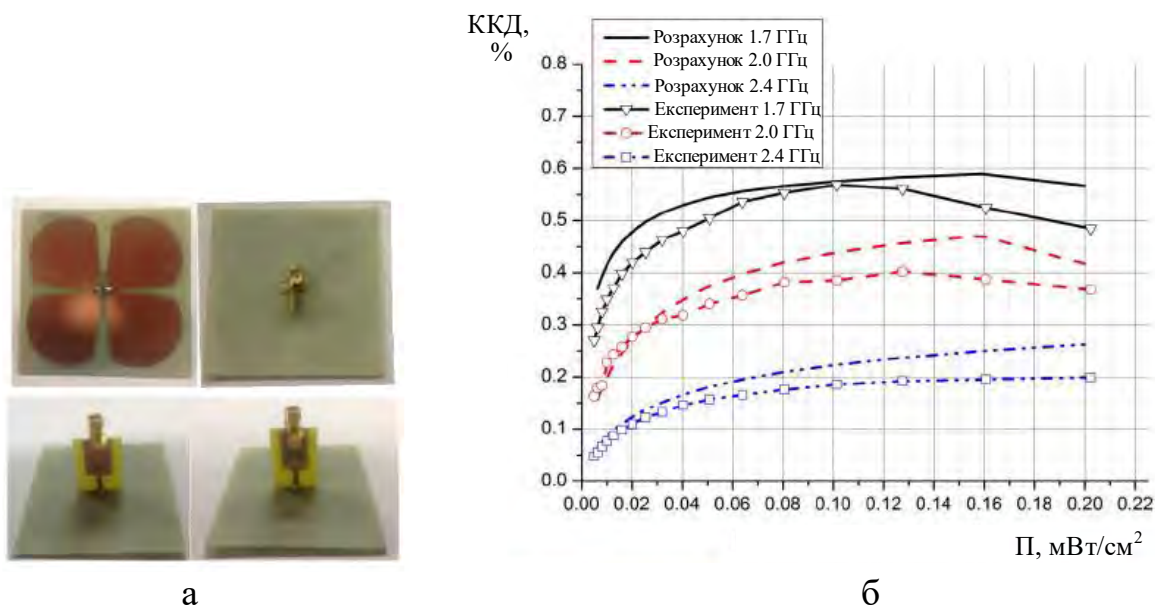 ККД,
%
Розрахунок 1.7 ГГц
Розрахунок 2.0 ГГц
Розрахунок 2.4 ГГц
Експеримент 1.7 ГГц
Експеримент 2.0 ГГц
Експеримент 2.4 ГГц
0.8
0.7
0.6
0.5
0.4
0.3
0.2
0.1
0.0
0.00 0.02 0.04 0.06 0.08 0.10 0.12 0.14 0.16 0.18 0.20 0.22
П, мВт/см²
а
б